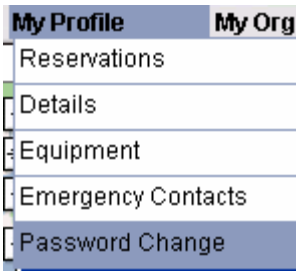 My Profile My Org
Reservations
Details
Equipment
Emergency Contacts
Password Change